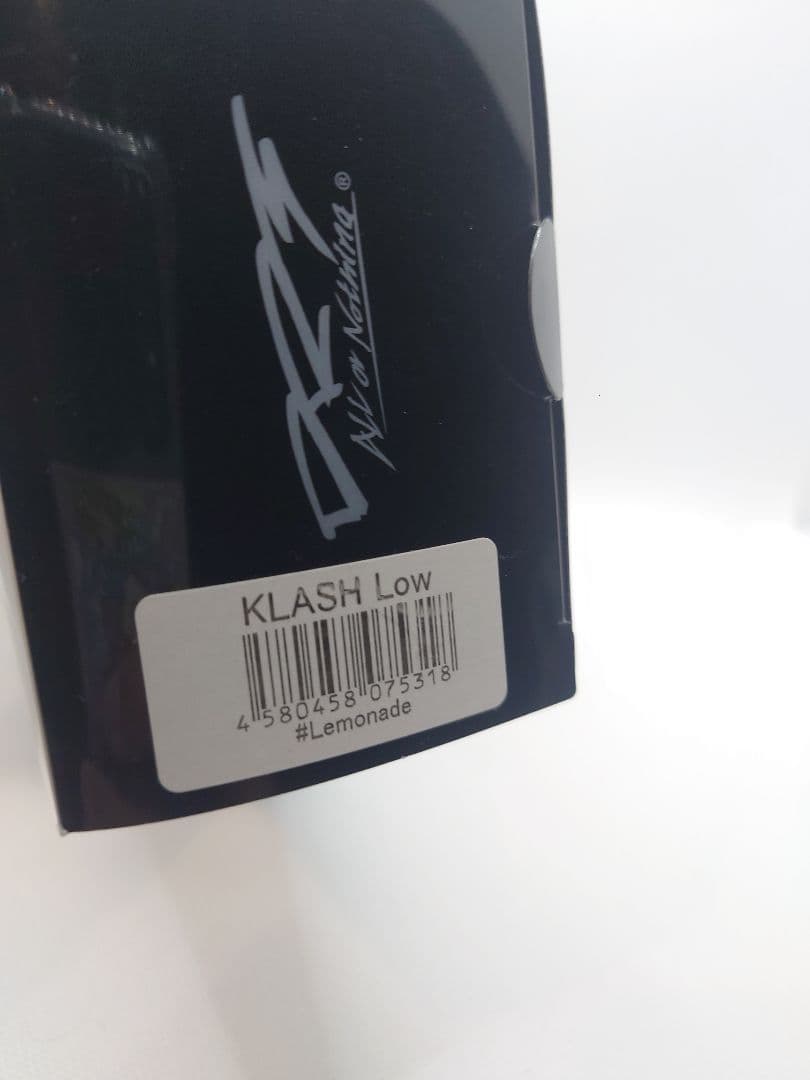 All or Nothing®
KLASH Low
4 580458 075318
#Lemonade